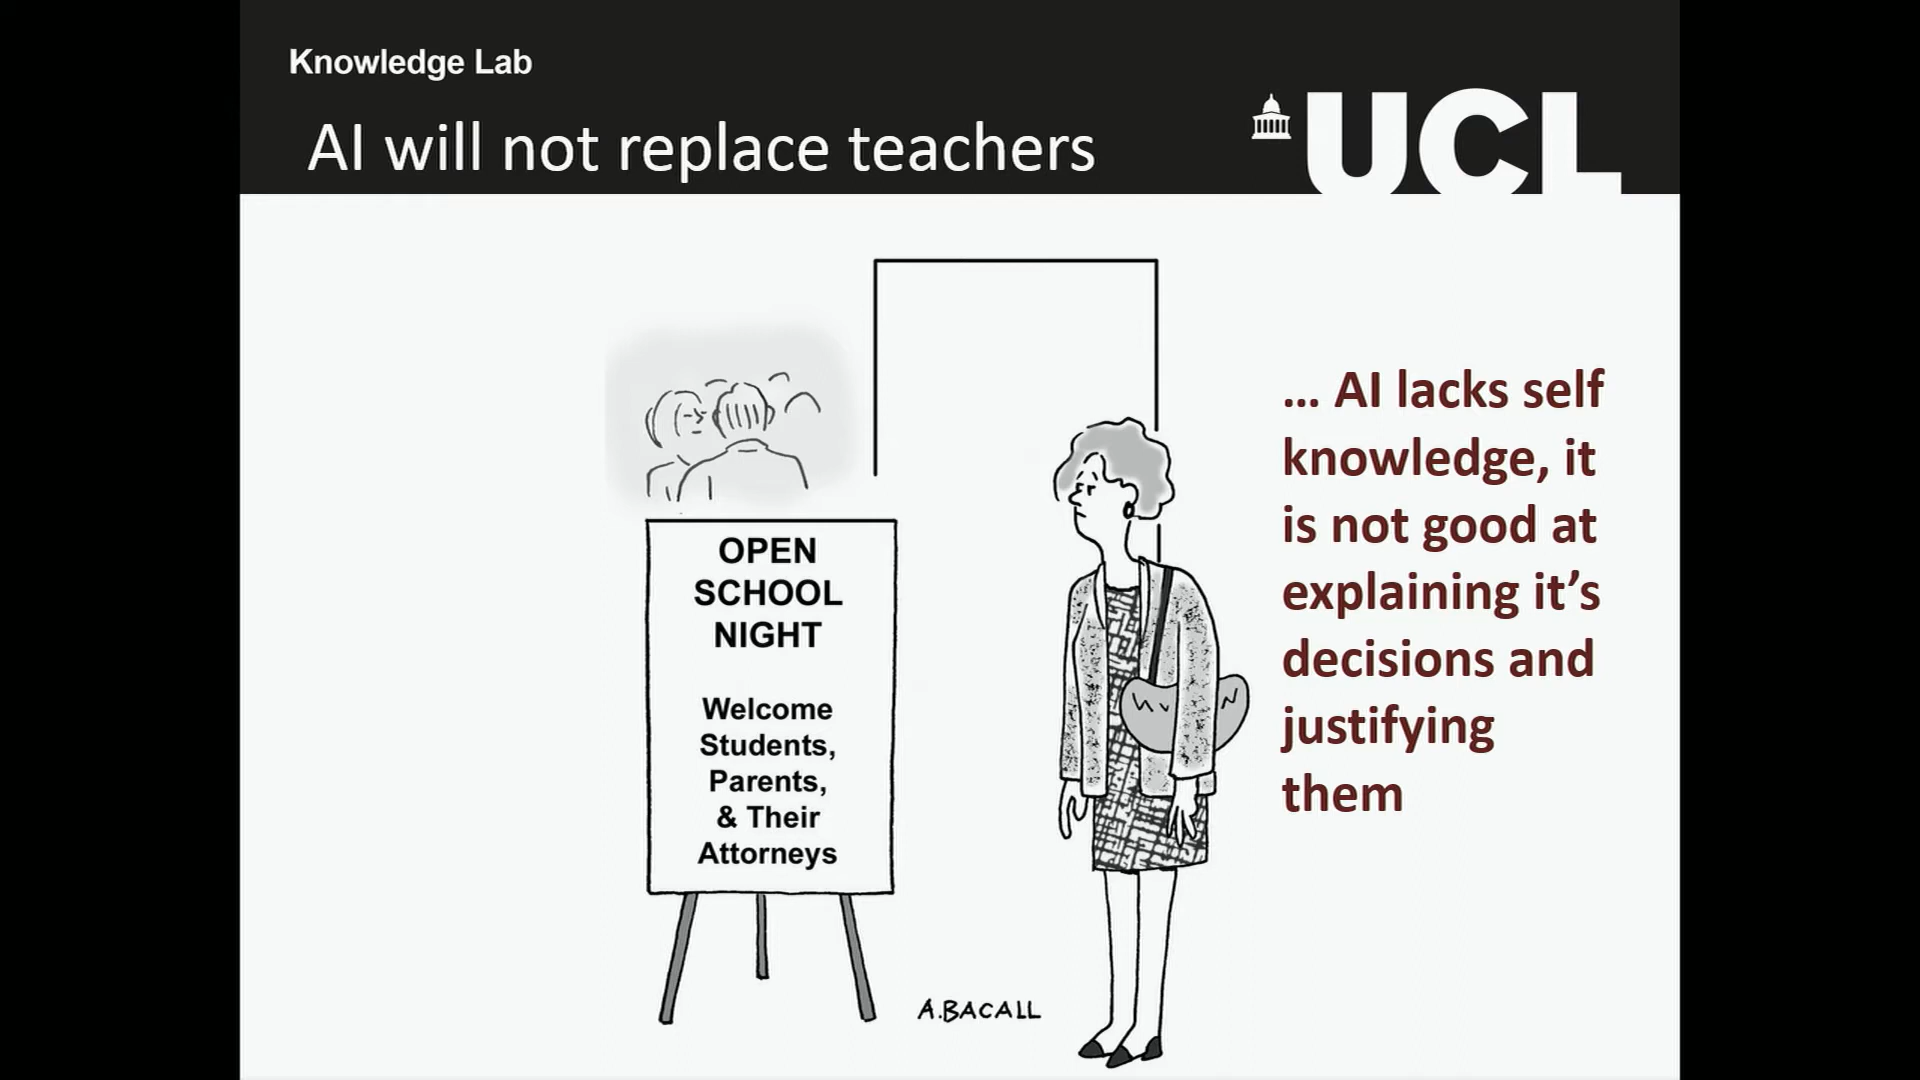 Knowledge Lab
AI will not replace teachers
UCL
OPEN
SCHOOL
NIGHT
Welcome
Students,
Parents,
& Their
Attorneys
A.BACALL
... AI lacks self
knowledge, it
is not good at
explaining it’s
decisions and
justifying
them